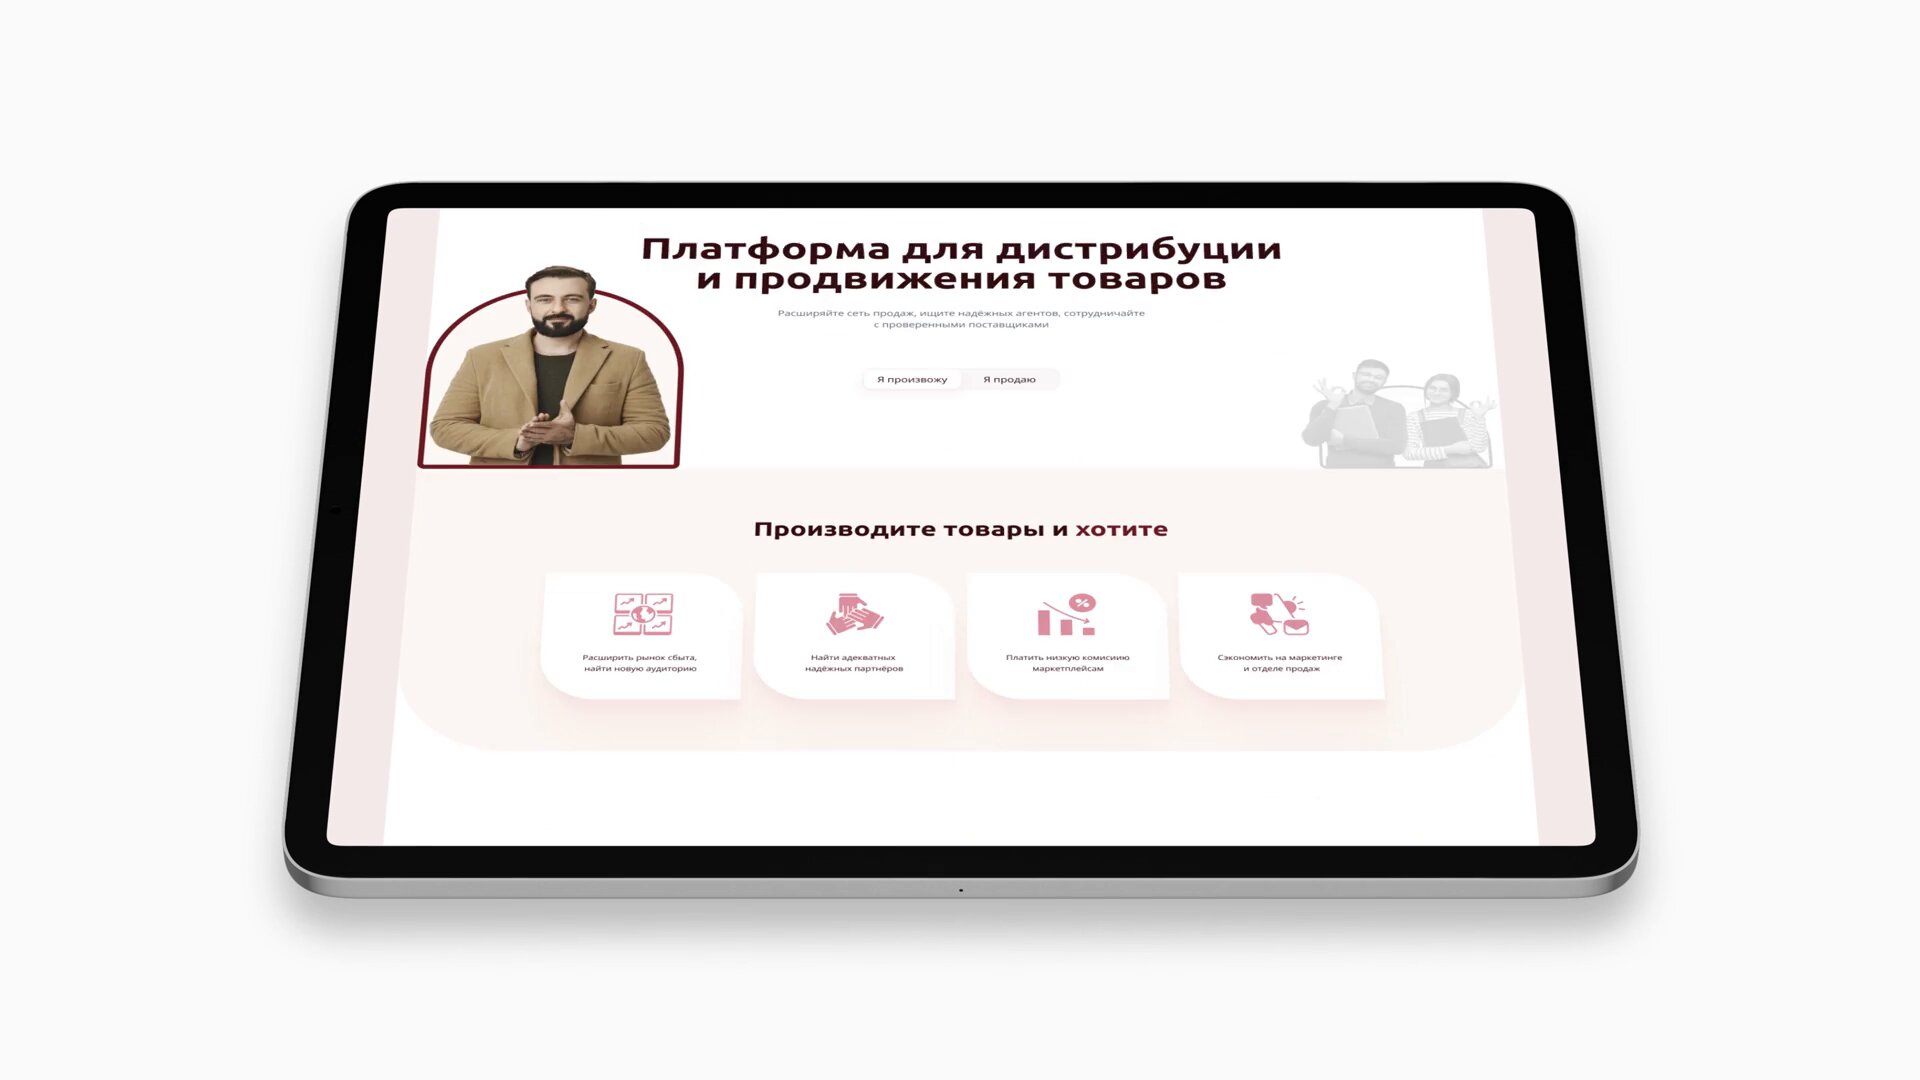 Платформа для дистрибуции
и продвижения товаров
Расширяйте сеть продаж, ищите надёжных агентов, сотрудничайте
с проверенными поставщиками
Я произвожу
Я продаю
Производите товары и хотите
Расширить рынок сбыта,
найти новую аудиторию
Найти адекватных
надёжных партнёров
Платить низкую комисиию
маркетплейсам
Сэкономить на маркетинге
и отделе продаж